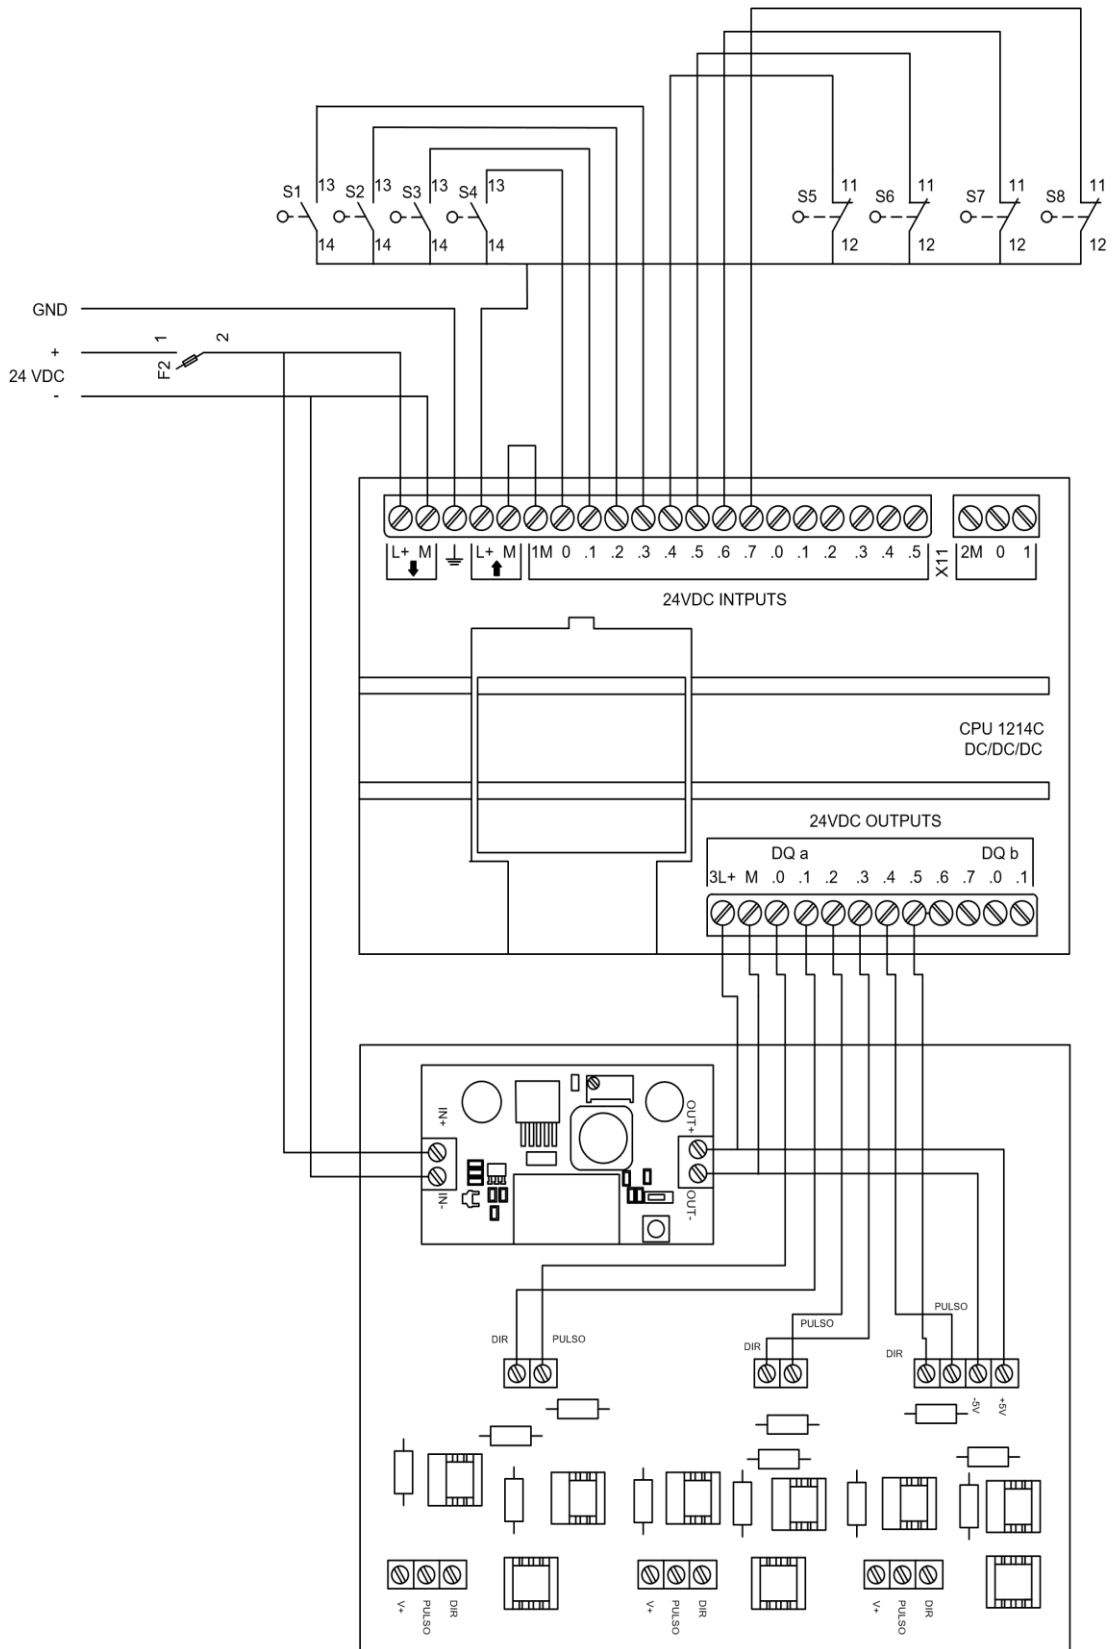 S1 13 S2 13 S3 13 S4 13 S5 11 S6 11 S7 11 S8 11
14 14 14 14 12 12 12 12
GND
+ 1 2
F2
24 VDC
-
L+ M L+ M 1M 0 .1 .2 .3 .4 .5 .6 .7 .0 .1 .2 .3 .4 .5 X11 2M 0 1
24VDC INTPUTS
CPU 1214C
DC/DC/DC
24VDC OUTPUTS
DQ a DQ b
3L+ M .0 .1 .2 .3 .4 .5 .6 .7 .0 .1
IN+ OUT+
IN- OUT-
DIR PULSO DIR PULSO DIR PULSO
-5V +5V
V+ PULSO DIR V+ PULSO DIR V+ PULSO DIR